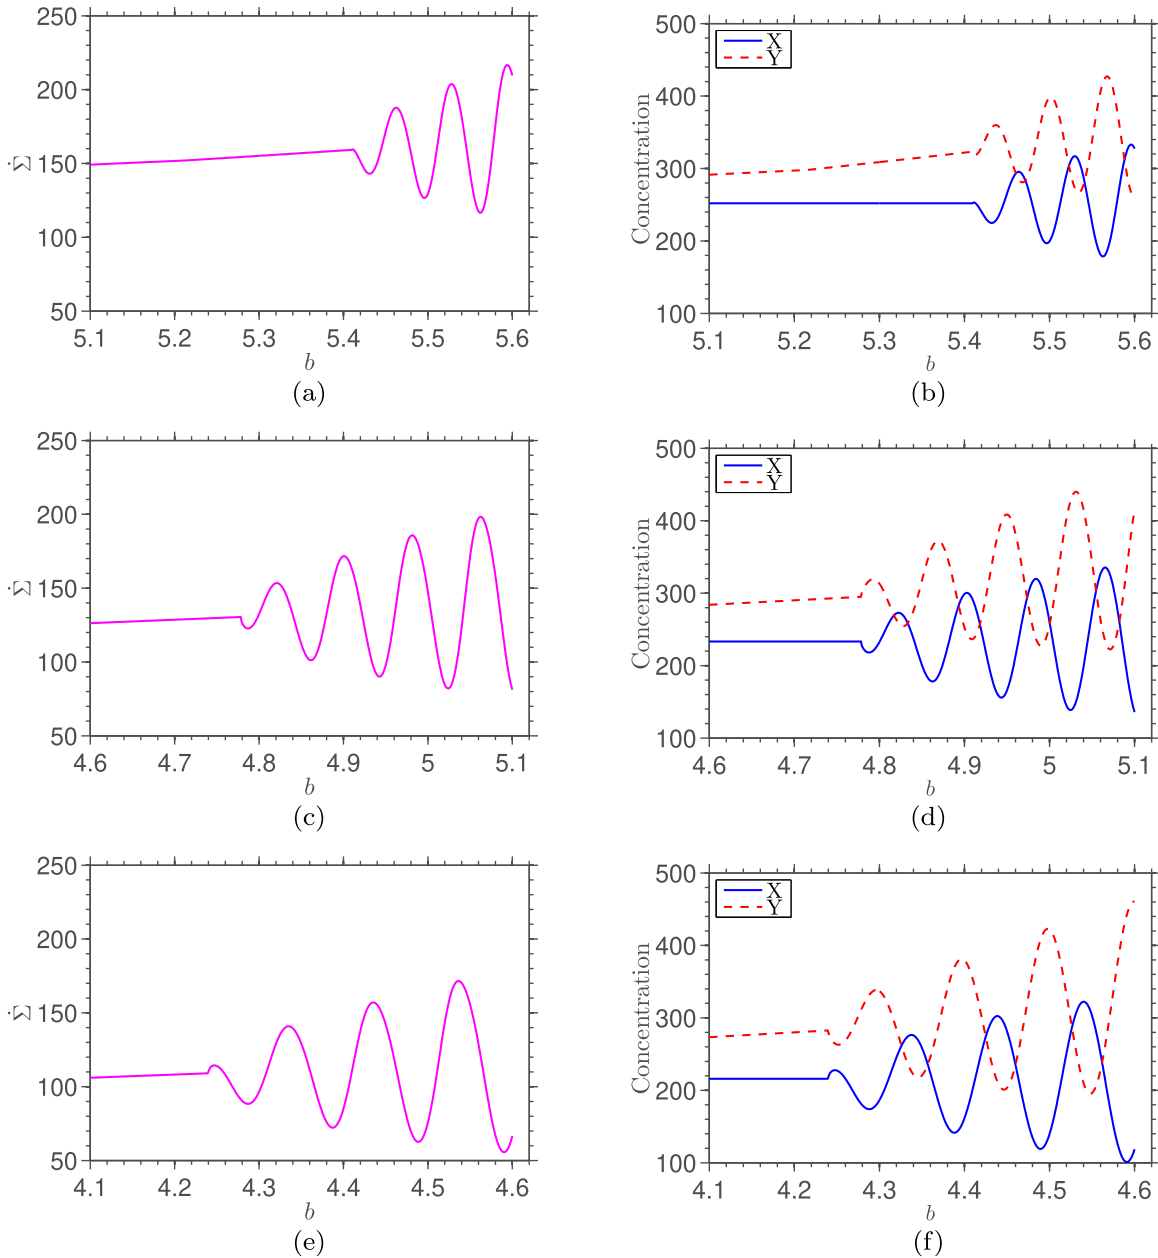 250
200
150
100
50
Σ̇
5.1 5.2 5.3 5.4 5.5 5.6
b
(a)
500
400
300
200
100
Concentration
X
Y
5.1 5.2 5.3 5.4 5.5 5.6
b
(b)
250
200
150
100
50
Σ̇
4.6 4.7 4.8 4.9 5 5.1
b
(c)
500
400
300
200
100
Concentration
X
Y
4.6 4.7 4.8 4.9 5 5.1
b
(d)
250
200
150
100
50
Σ̇
4.1 4.2 4.3 4.4 4.5 4.6
b
(e)
500
400
300
200
100
Concentration
X
Y
4.1 4.2 4.3 4.4 4.5 4.6
b
(f)